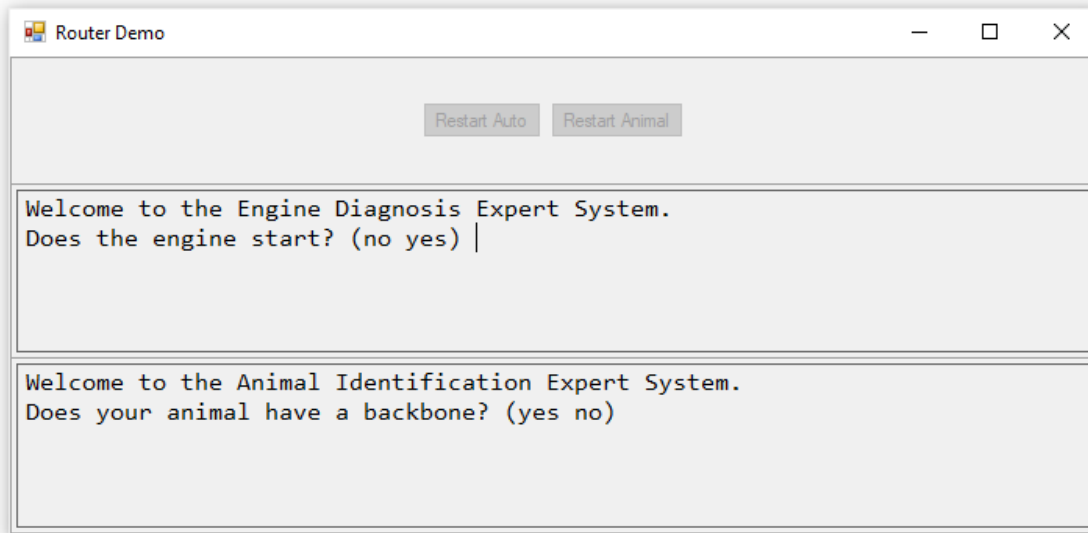 Router Demo
Restart Auto Restart Animal
Welcome to the Engine Diagnosis Expert System.
Does the engine start? (no yes)
Welcome to the Animal Identification Expert System.
Does your animal have a backbone? (yes no)